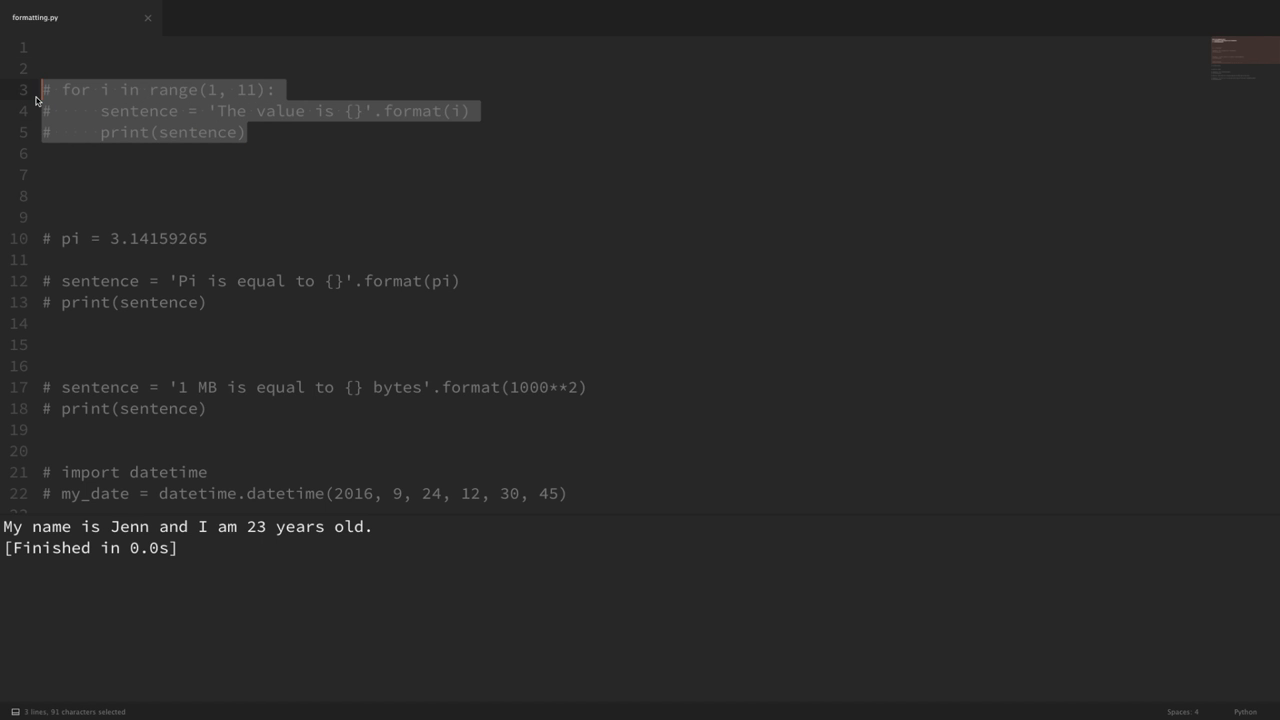 formatting.py
1
2
3 # for i in range(1, 11):
4 #     sentence = 'The value is {}'.format(i)
5 #     print(sentence)
6
7
8
9
10 # pi = 3.14159265
11
12 # sentence = 'Pi is equal to {}'.format(pi)
13 # print(sentence)
14
15
16
17 # sentence = '1 MB is equal to {} bytes'.format(1000**2)
18 # print(sentence)
19
20
21 # import datetime
22 # my_date = datetime.datetime(2016, 9, 24, 12, 30, 45)
My name is Jenn and I am 23 years old.
[Finished in 0.0s]
3 lines, 91 characters selected
Spaces: 4
Python